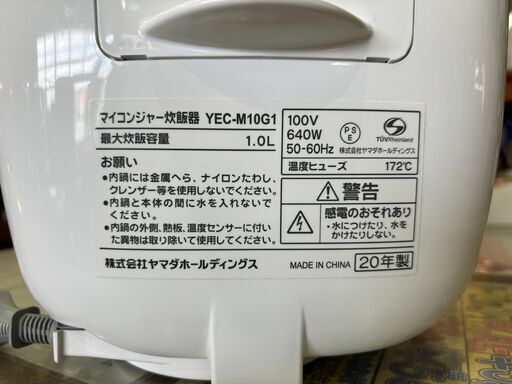 マイコンジャー炊飯器 YEC-M10G1
最大炊飯容量 1.0L
お願い
●内鍋には金属へら、ナイロンたわし、
クレンザー等を使用しないでください。
●内鍋と本体の間に水を入れないで
ください。
●内鍋の外側、熱板、温度センサーに付い
た異物は取り除いて使用してください。
100V
640W
50-60Hz
PSE
TÜVRheinland
株式会社ヤマダホールディングス
温度ヒューズ 172℃
警告
感電のおそれあり
・水につけたり、水を
かけたりしない。
株式会社ヤマダホールディングス
MADE IN CHINA
20年製